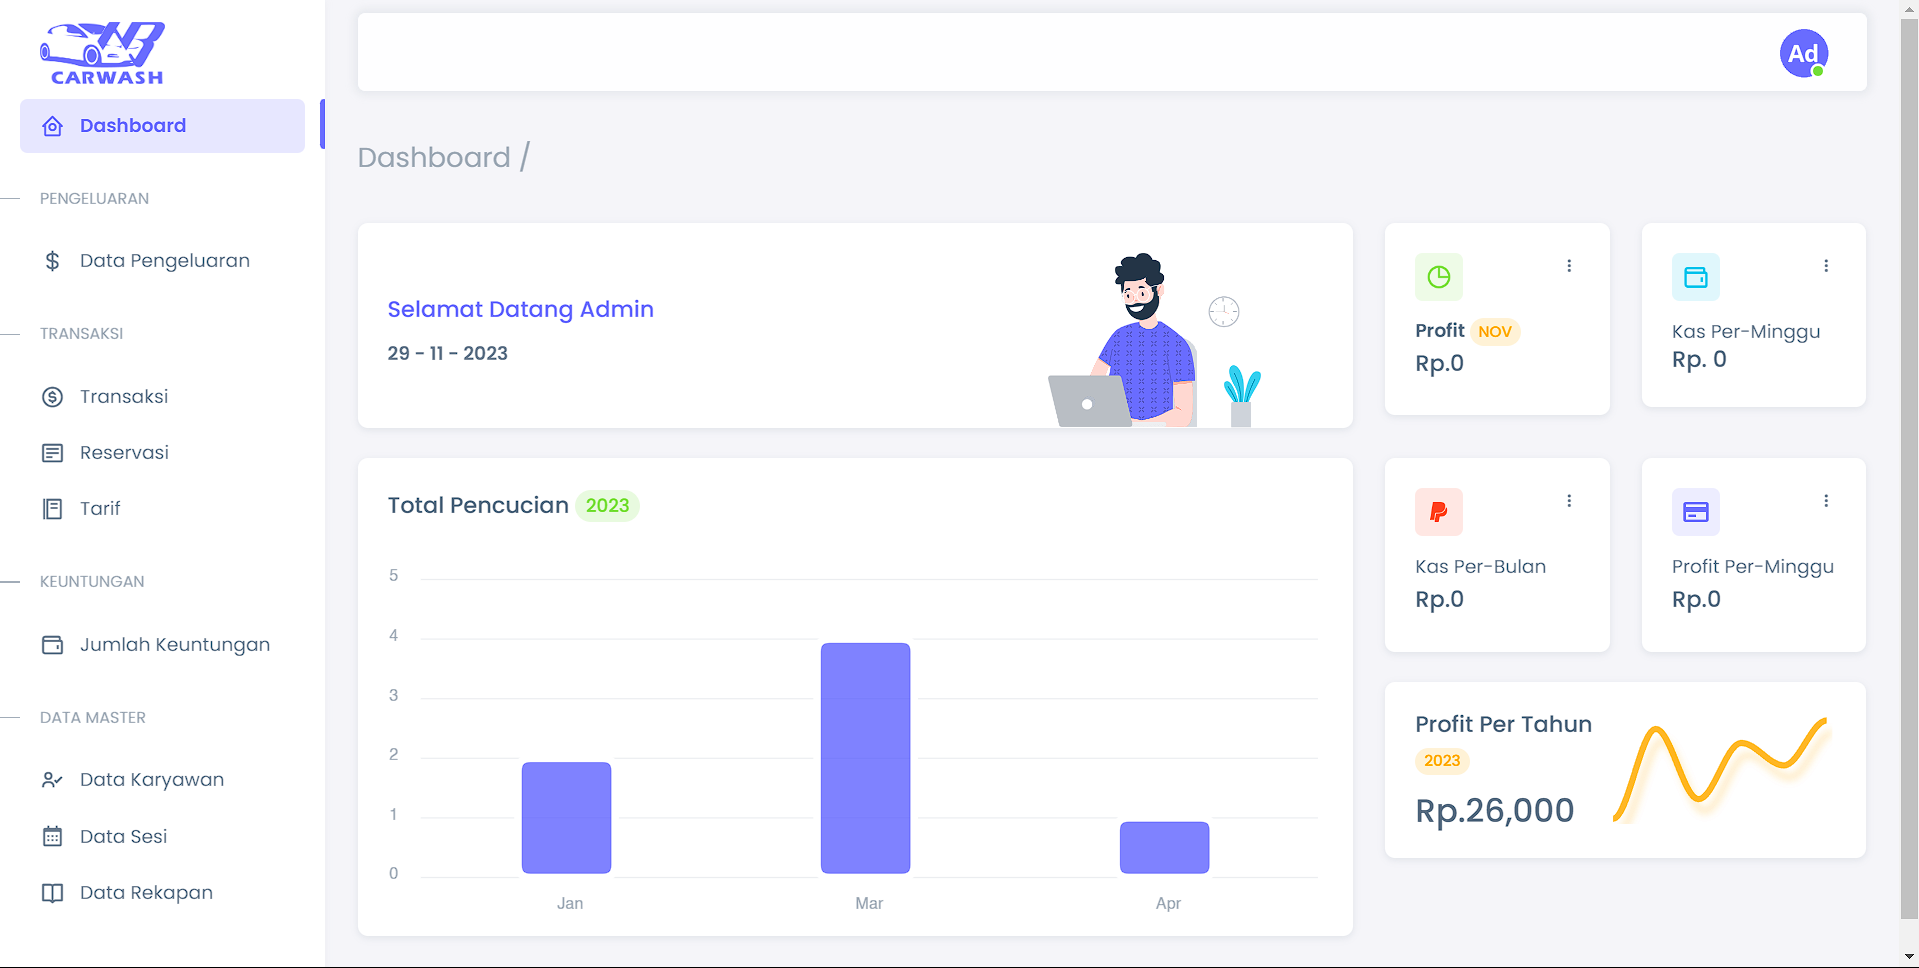 CARWASH
Dashboard
PENGELUARAN
Data Pengeluaran
TRANSAKSI
Transaksi
Reservasi
Tarif
KEUNTUNGAN
Jumlah Keuntungan
DATA MASTER
Data Karyawan
Data Sesi
Data Rekapan
Ad
Dashboard /
Selamat Datang Admin
29 - 11 - 2023
Profit NOV
Rp.0
Kas Per-Minggu
Rp. 0
Total Pencucian 2023
5
4
3
2
1
0
Jan Mar Apr
Kas Per-Bulan
Rp.0
Profit Per-Minggu
Rp.0
Profit Per Tahun
2023
Rp.26,000